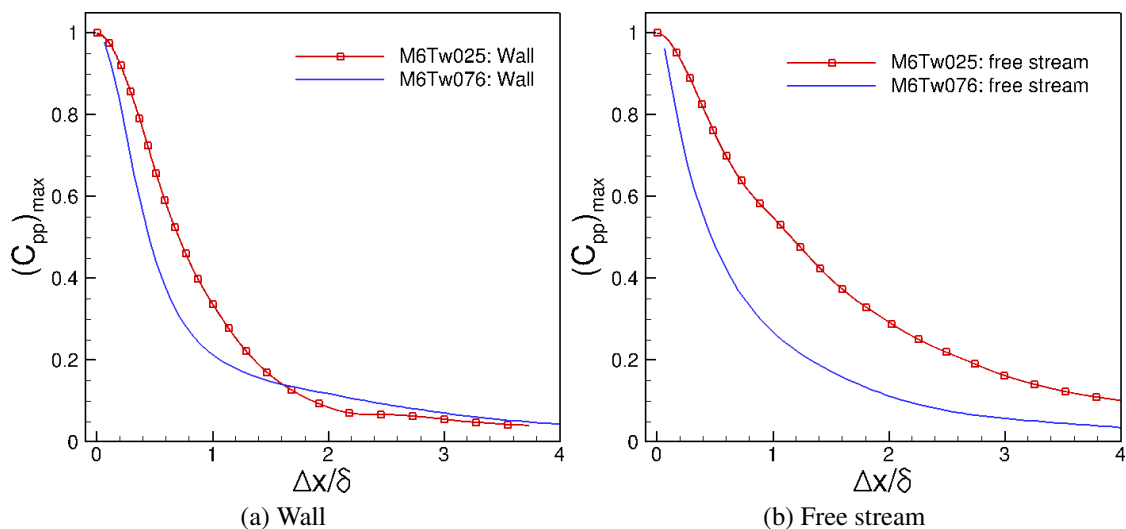 (C_pp)_max
1
0.8
0.6
0.4
0.2
0
M6Tw025: Wall
M6Tw076: Wall
0 1 2 3 4
Δx/δ
(a) Wall
(C_pp)_max
1
0.8
0.6
0.4
0.2
0
M6Tw025: free stream
M6Tw076: free stream
0 1 2 3 4
Δx/δ
(b) Free stream